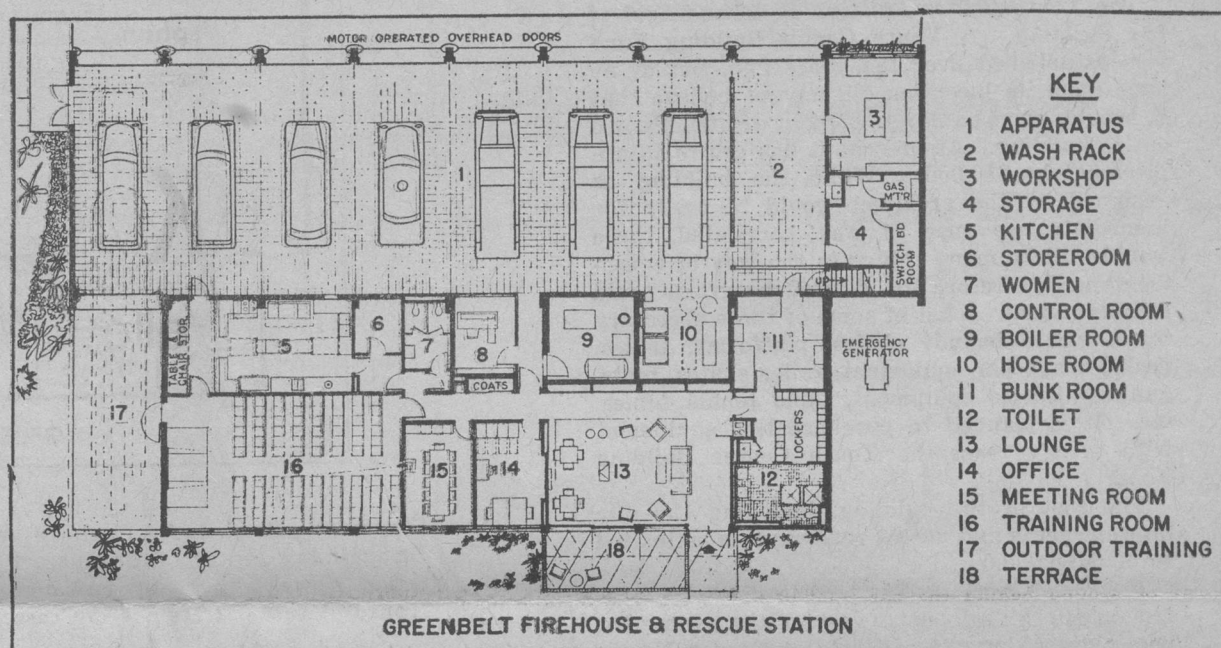 MOTOR OPERATED OVERHEAD DOORS
1
2
3
GAS M'T'R.
4
SWITCH BD ROOM
UP
TABLE CHAIR STOR.
5
6
7
8
COATS
9
10
11
EMERGENCY GENERATOR
LOCKERS
12
13
14
15
16
17
18
KEY
1 APPARATUS
2 WASH RACK
3 WORKSHOP
4 STORAGE
5 KITCHEN
6 STOREROOM
7 WOMEN
8 CONTROL ROOM
9 BOILER ROOM
10 HOSE ROOM
11 BUNK ROOM
12 TOILET
13 LOUNGE
14 OFFICE
15 MEETING ROOM
16 TRAINING ROOM
17 OUTDOOR TRAINING
18 TERRACE
GREENBELT FIREHOUSE & RESCUE STATION